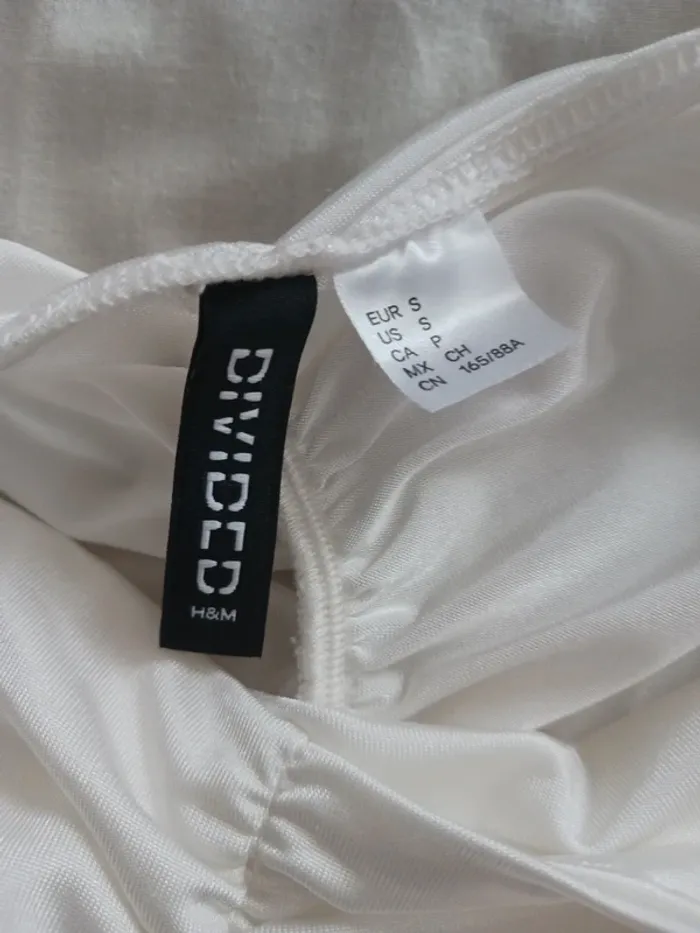 DIVIDED
H&M
EUR S
US S
CA P
MX CH
CN 165/88A